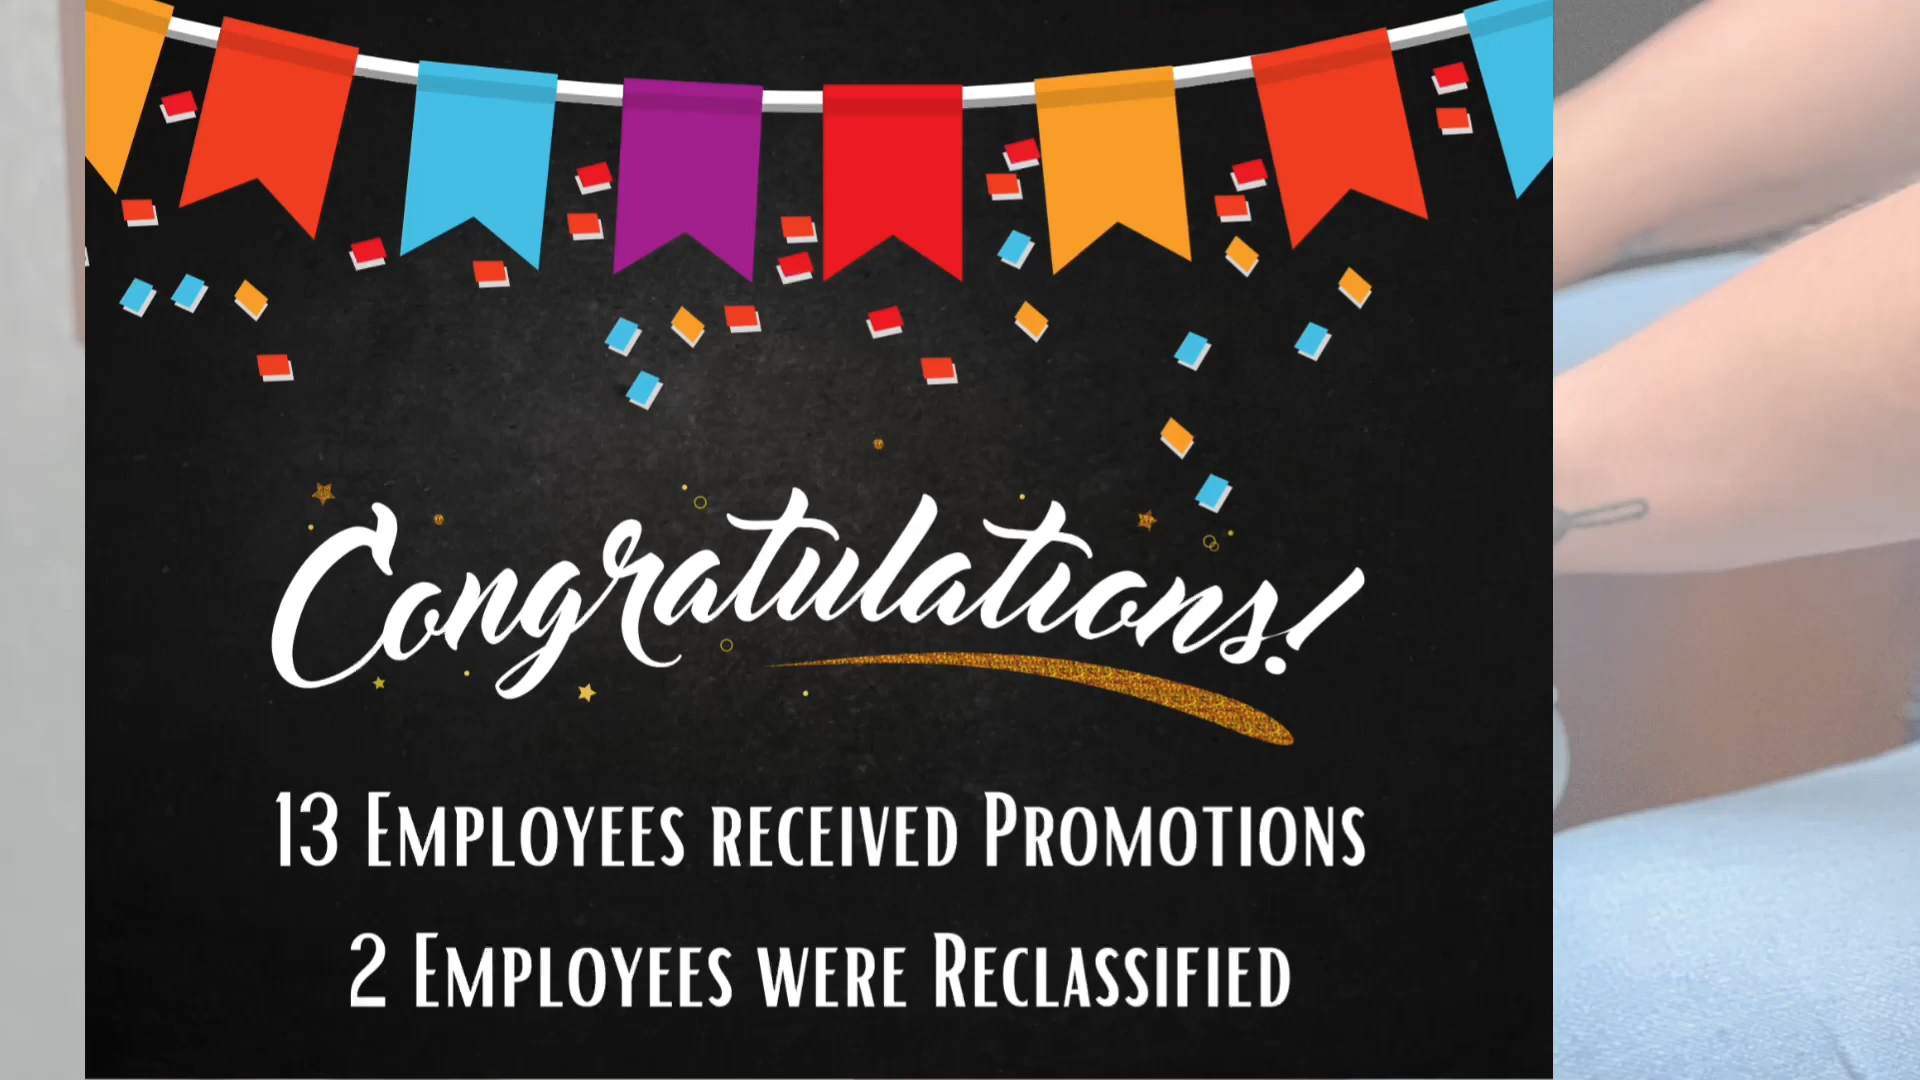 Congratulations!
13 Employees received Promotions
2 Employees were Reclassified